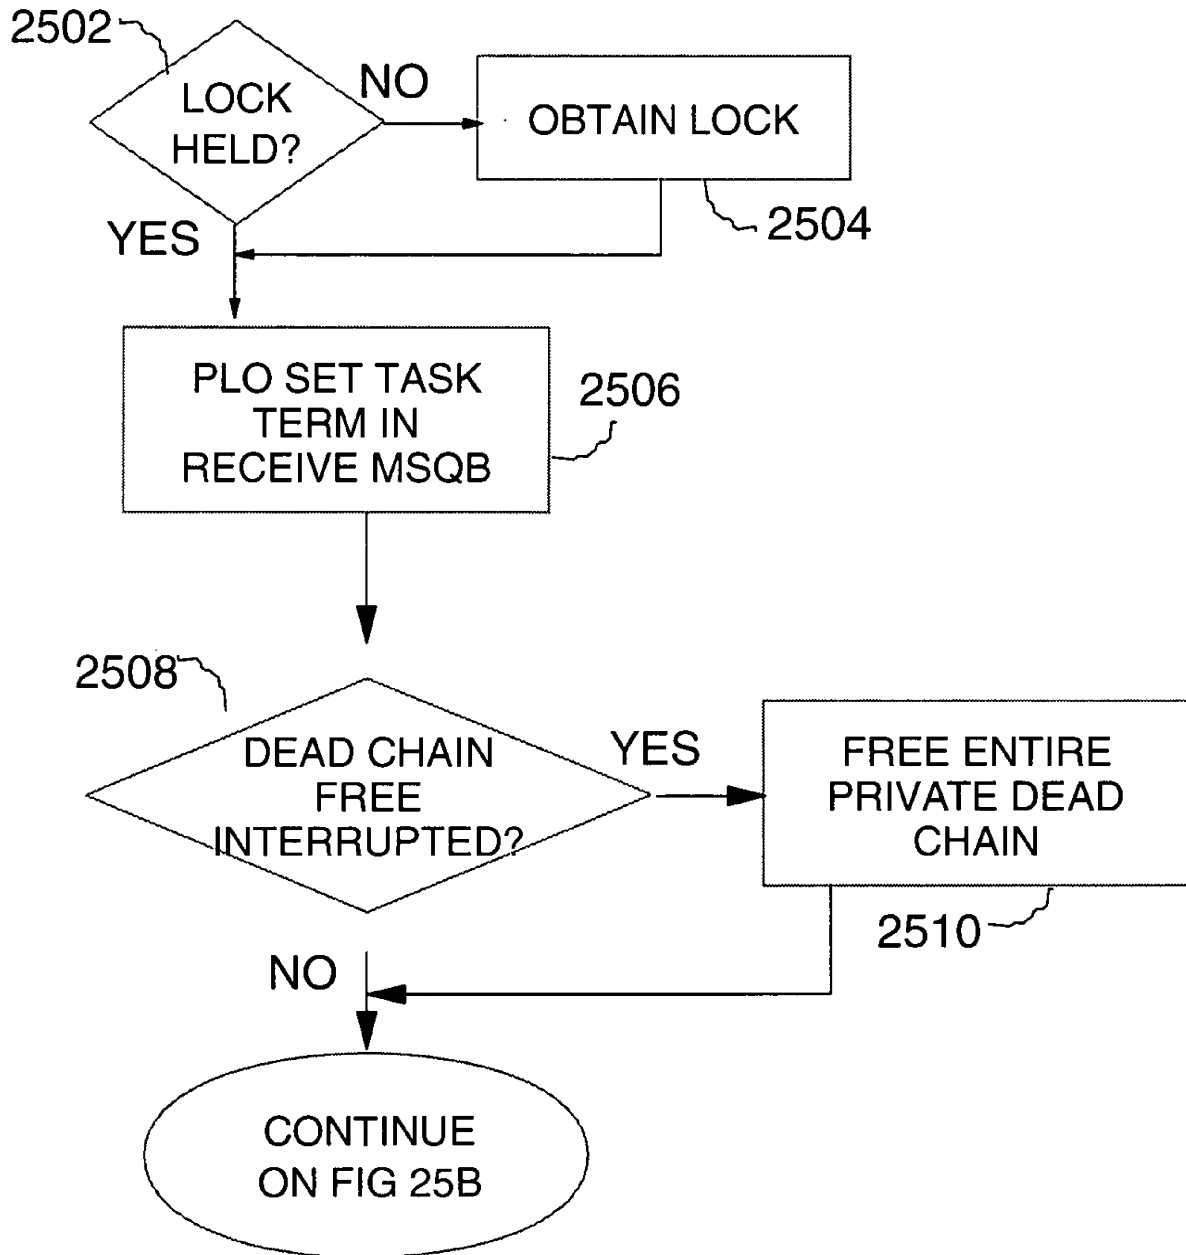 2502
LOCK
HELD?
NO
OBTAIN LOCK
2504
YES
PLO SET TASK
TERM IN
RECEIVE MSQB
2506
2508
DEAD CHAIN
FREE
INTERRUPTED?
YES
FREE ENTIRE
PRIVATE DEAD
CHAIN
2510
NO
CONTINUE
ON FIG 25B